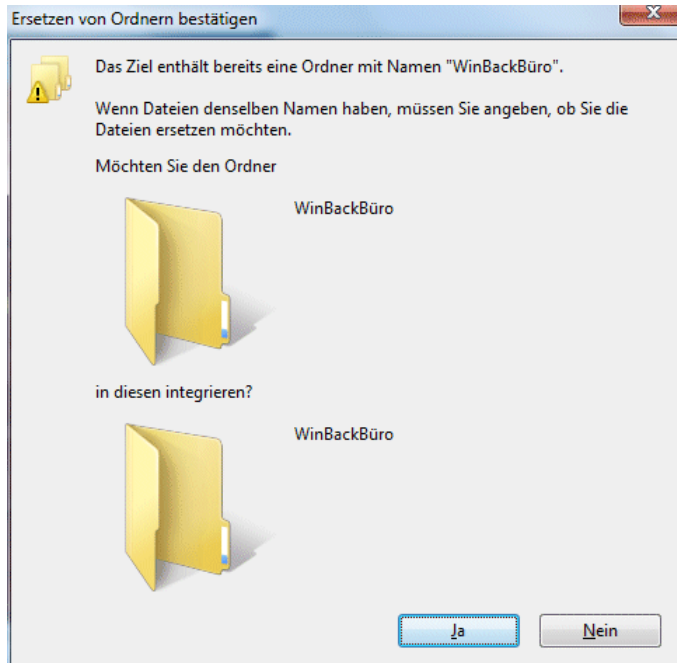 Ersetzen von Ordnern bestätigen
Das Ziel enthält bereits eine Ordner mit Namen "WinBackBüro".
Wenn Dateien denselben Namen haben, müssen Sie angeben, ob Sie die
Dateien ersetzen möchten.
Möchten Sie den Ordner
WinBackBüro
in diesen integrieren?
WinBackBüro
Ja
Nein